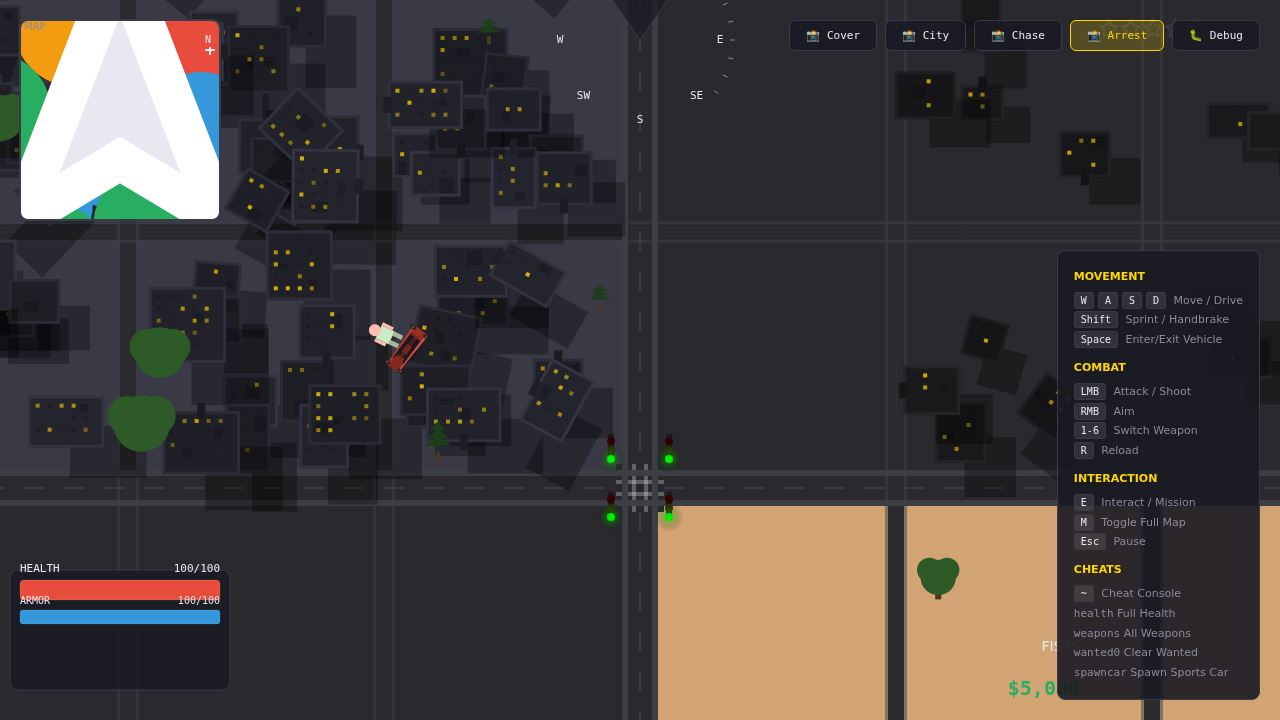 MAP
N
W
E
SW
SE
S
Cover
City
Chase
Arrest
Debug
MOVEMENT
W A S D Move / Drive
Shift Sprint / Handbrake
Space Enter/Exit Vehicle
COMBAT
LMB Attack / Shoot
RMB Aim
1-6 Switch Weapon
R Reload
INTERACTION
E Interact / Mission
M Toggle Full Map
Esc Pause
CHEATS
~ Cheat Console
health Full Health
weapons All Weapons
wanted0 Clear Wanted
spawncar Spawn Sports Car
HEALTH 100/100
ARMOR 100/100
$5,000